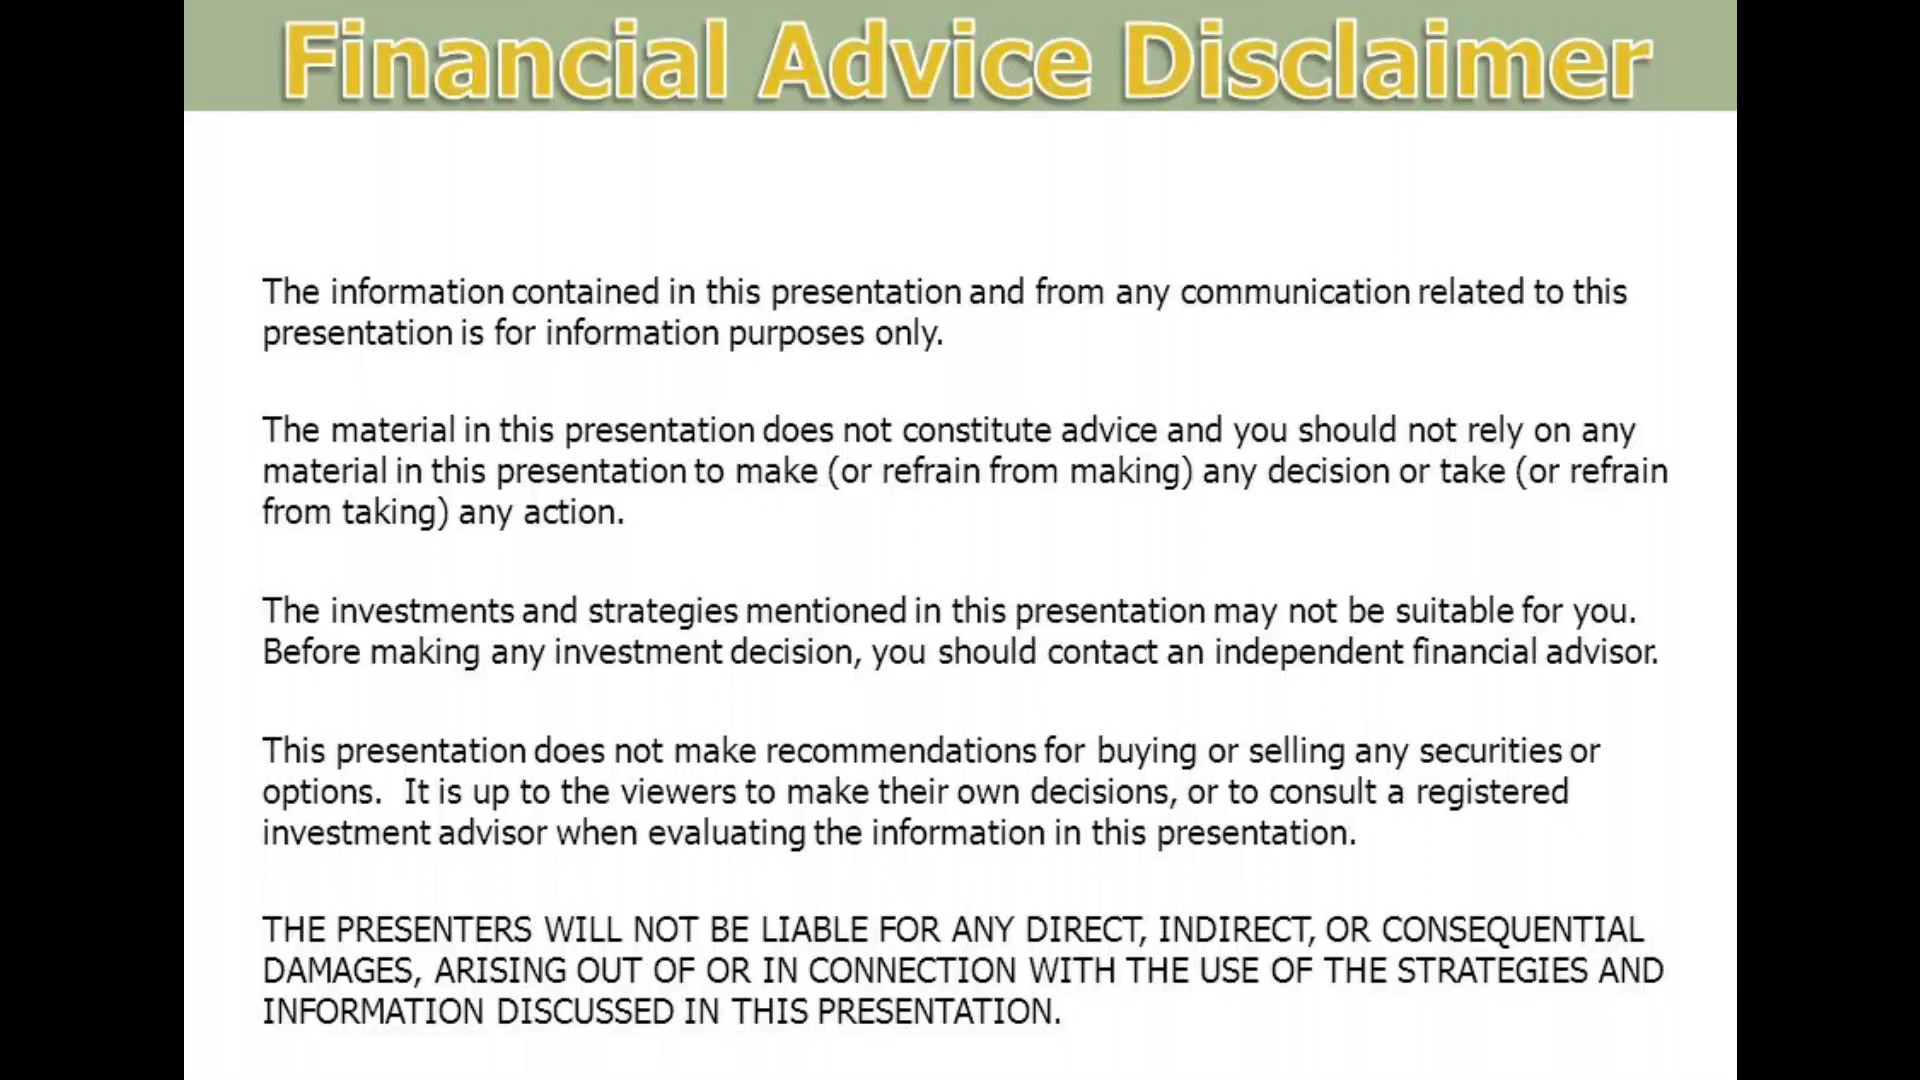 Financial Advice Disclaimer
The information contained in this presentation and from any communication related to this
presentation is for information purposes only.
The material in this presentation does not constitute advice and you should not rely on any
material in this presentation to make (or refrain from making) any decision or take (or refrain
from taking) any action.
The investments and strategies mentioned in this presentation may not be suitable for you.
Before making any investment decision, you should contact an independent financial advisor.
This presentation does not make recommendations for buying or selling any securities or
options.  It is up to the viewers to make their own decisions, or to consult a registered
investment advisor when evaluating the information in this presentation.
THE PRESENTERS WILL NOT BE LIABLE FOR ANY DIRECT, INDIRECT, OR CONSEQUENTIAL
DAMAGES, ARISING OUT OF OR IN CONNECTION WITH THE USE OF THE STRATEGIES AND
INFORMATION DISCUSSED IN THIS PRESENTATION.